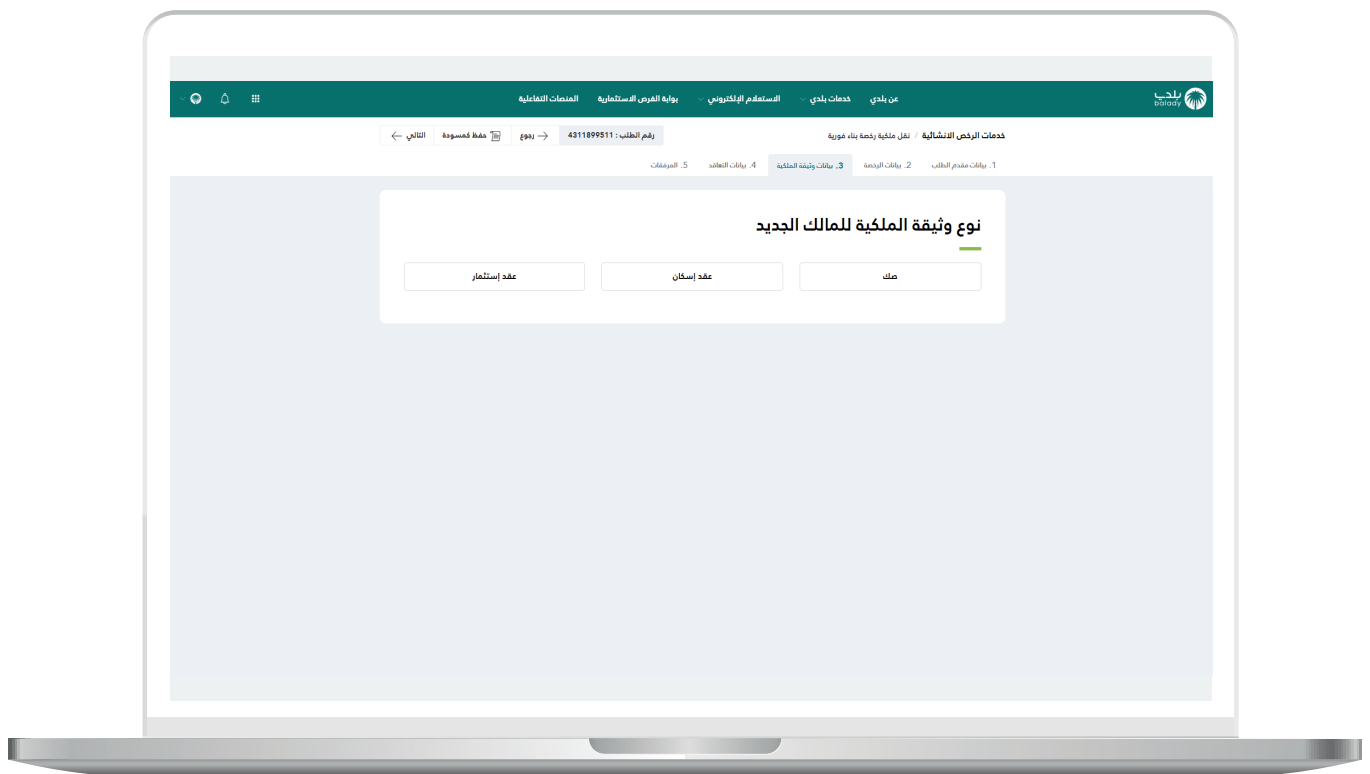 بلدي
balady
عن بلدي خدمات بلدي الاستعلام الإلكتروني بوابة الفرص الاستثمارية المنصات التفاعلية
خدمات الرخص الانشائية / نقل ملكية رخصة بناء فورية
رقم الطلب : 4311899511 رجوع حفظ كمسودة التالي
1. بيانات مقدم الطلب 2. بيانات الرخصة 3. بيانات وثيقة الملكية 4. بيانات التعاقد 5. المرفقات
نوع وثيقة الملكية للمالك الجديد
صك عقد إسكان عقد إستثمار